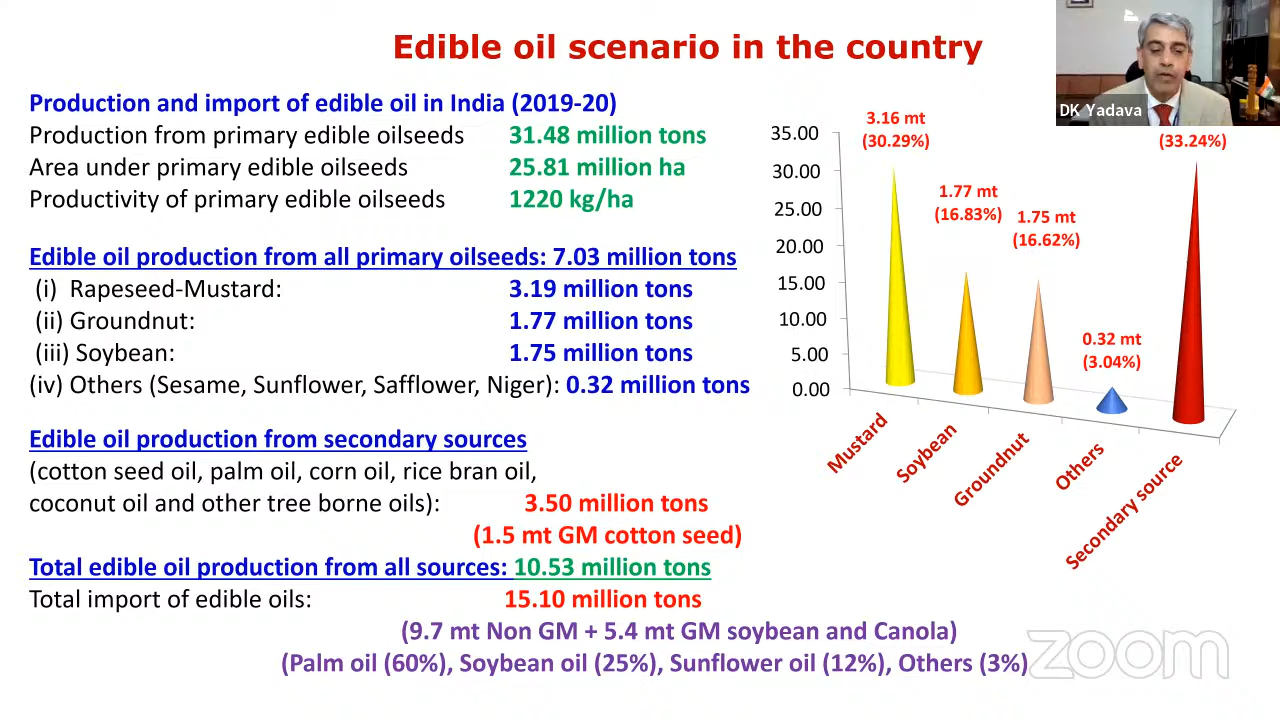 Edible oil scenario in the country
DK Yadava
Production and import of edible oil in India (2019-20)
Production from primary edible oilseeds 31.48 million tons
Area under primary edible oilseeds 25.81 million ha
Productivity of primary edible oilseeds 1220 kg/ha
Edible oil production from all primary oilseeds: 7.03 million tons
(i) Rapeseed-Mustard: 3.19 million tons
(ii) Groundnut: 1.77 million tons
(iii) Soybean: 1.75 million tons
(iv) Others (Sesame, Sunflower, Safflower, Niger): 0.32 million tons
Edible oil production from secondary sources
(cotton seed oil, palm oil, corn oil, rice bran oil,
coconut oil and other tree borne oils): 3.50 million tons
(1.5 mt GM cotton seed)
Total edible oil production from all sources: 10.53 million tons
Total import of edible oils: 15.10 million tons
(9.7 mt Non GM + 5.4 mt GM soybean and Canola)
(Palm oil (60%), Soybean oil (25%), Sunflower oil (12%), Others (3%)
35.00
30.00
25.00
20.00
15.00
10.00
5.00
0.00
3.16 mt
(30.29%)
1.77 mt
(16.83%)
1.75 mt
(16.62%)
0.32 mt
(3.04%)
(33.24%)
Mustard
Soybean
Groundnut
Others
Secondary source
zoom